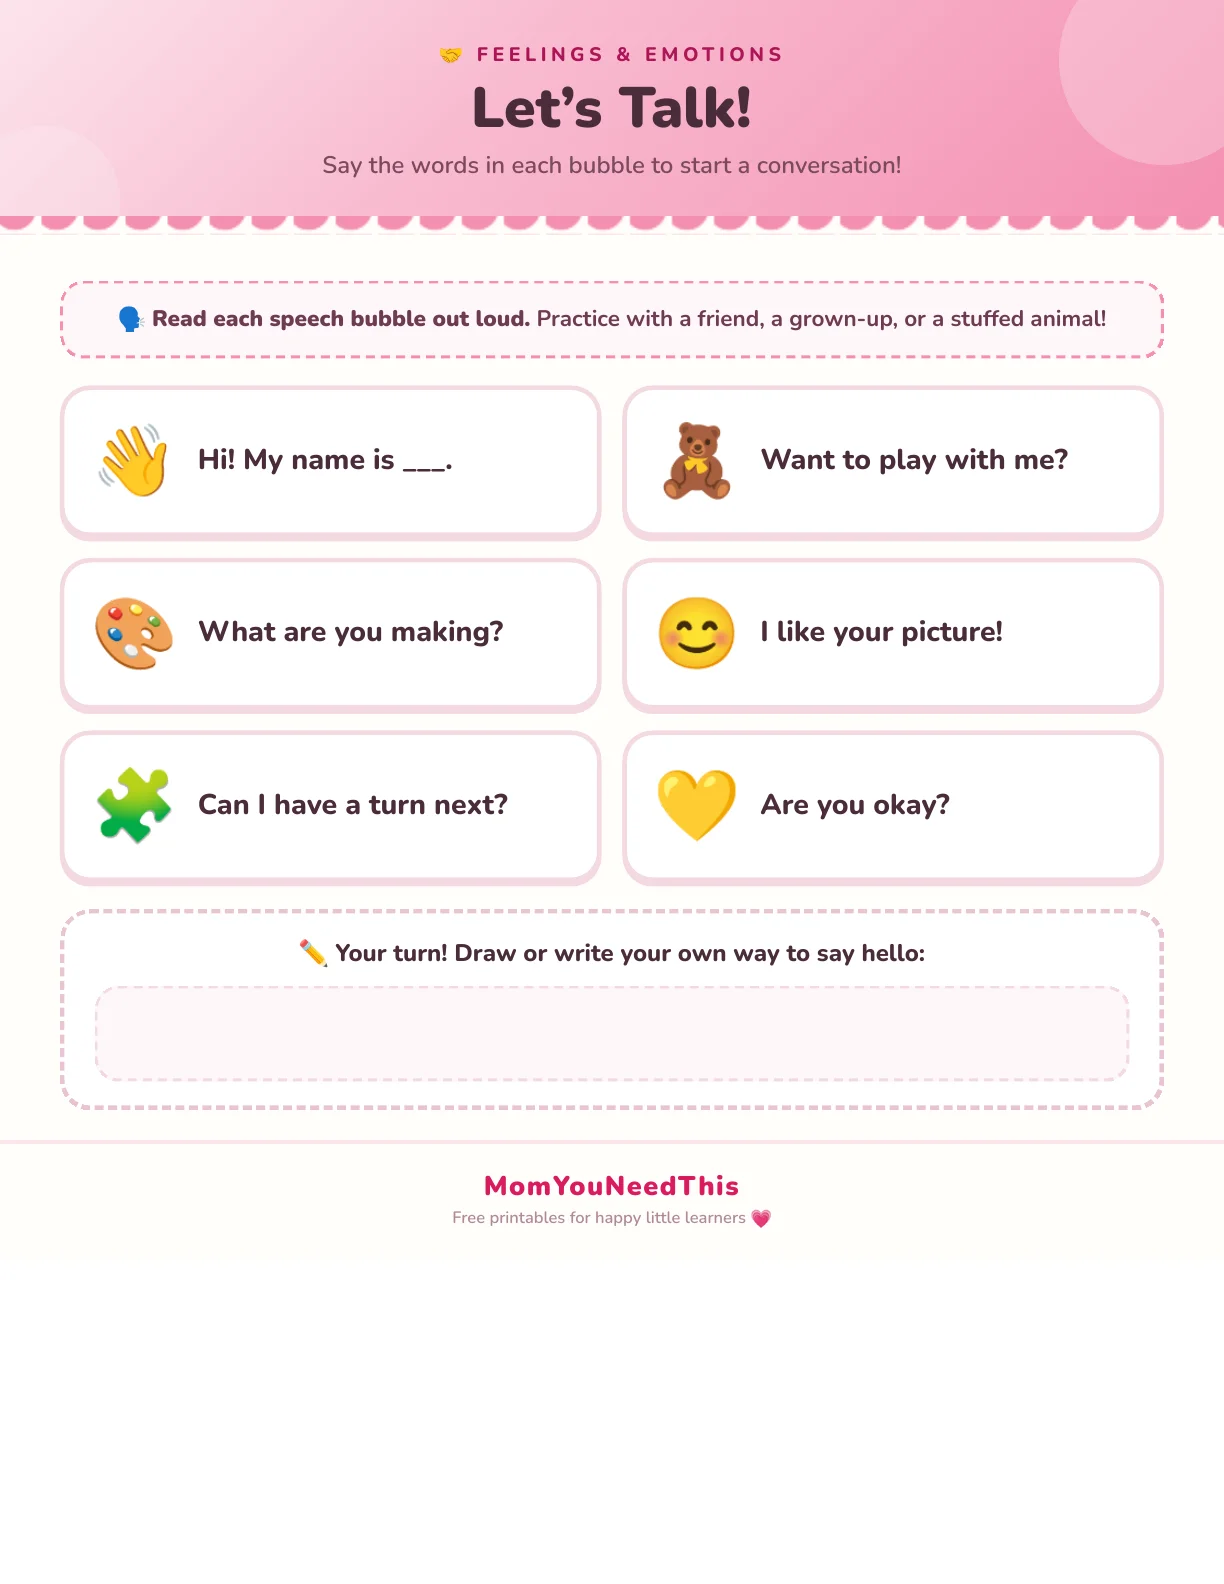 🤝 FEELINGS & EMOTIONS
Let’s Talk!
Say the words in each bubble to start a conversation!
🗣️ Read each speech bubble out loud. Practice with a friend, a grown-up, or a stuffed animal!
Hi! My name is ___.
Want to play with me?
What are you making?
I like your picture!
Can I have a turn next?
Are you okay?
✏️ Your turn! Draw or write your own way to say hello:
MomYouNeedThis
Free printables for happy little learners 💗